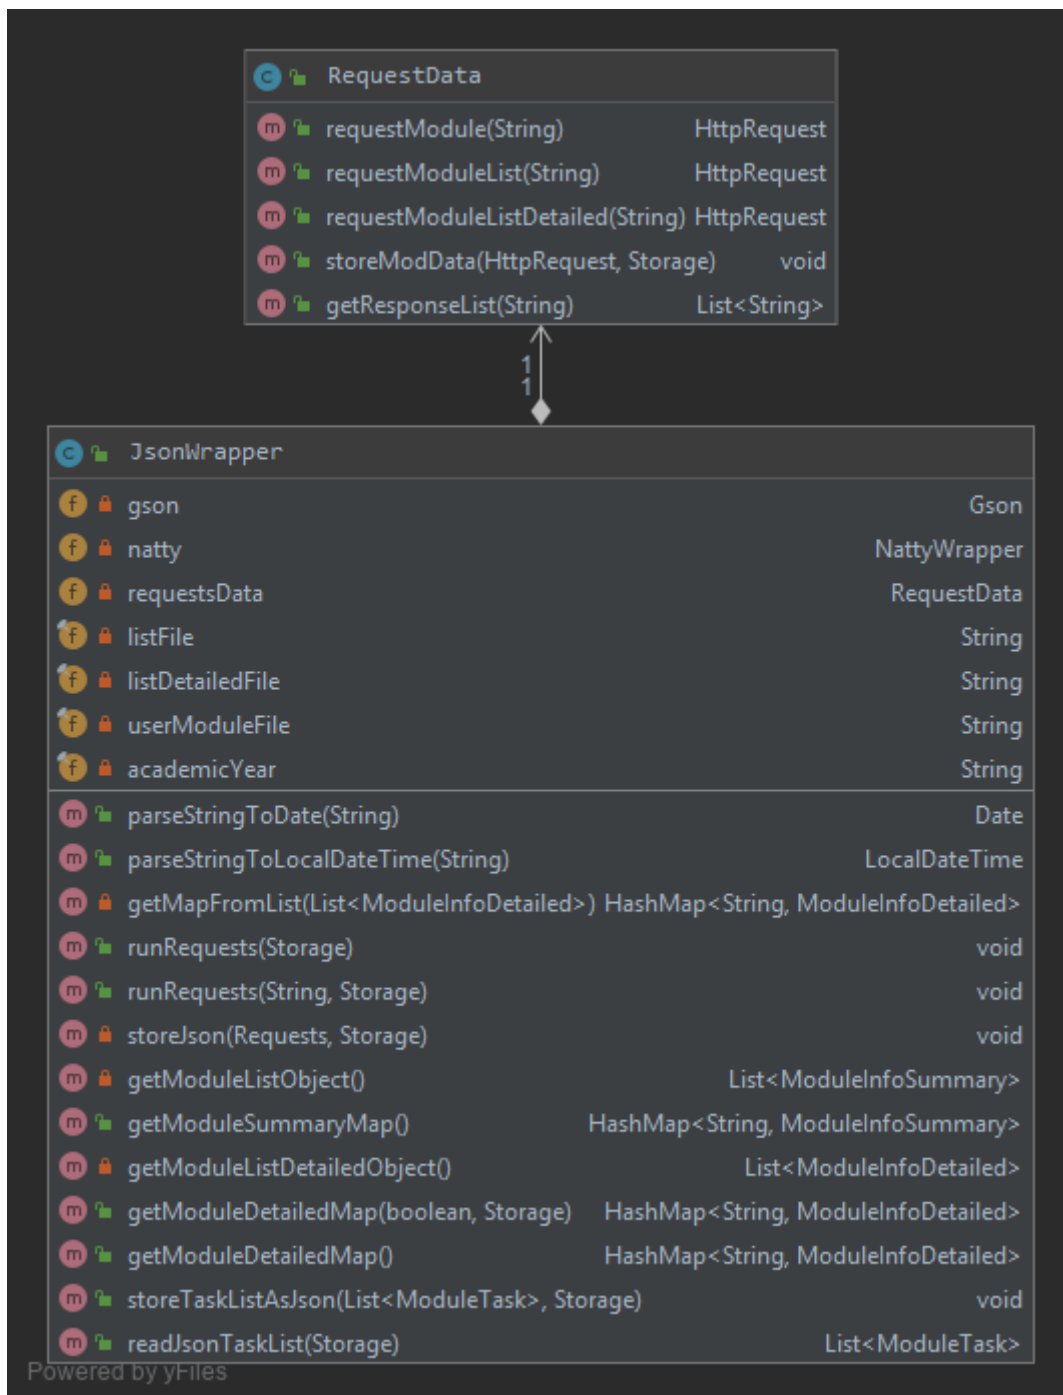 RequestData
requestModule(String) HttpRequest
requestModuleList(String) HttpRequest
requestModuleListDetailed(String) HttpRequest
storeModData(HttpRequest, Storage) void
getResponseList(String) List<String>
1
1
JsonWrapper
gson Gson
natty NattyWrapper
requestsData RequestData
listFile String
listDetailedFile String
userModuleFile String
academicYear String
parseStringToDate(String) Date
parseStringToLocalDateTime(String) LocalDateTime
getMapFromList(List<ModuleInfoDetailed>) HashMap<String, ModuleInfoDetailed>
runRequests(Storage) void
runRequests(String, Storage) void
storeJson(Requests, Storage) void
getModuleListObject() List<ModuleInfoSummary>
getModuleSummaryMap() HashMap<String, ModuleInfoSummary>
getModuleListDetailedObject() List<ModuleInfoDetailed>
getModuleDetailedMap(boolean, Storage) HashMap<String, ModuleInfoDetailed>
getModuleDetailedMap() HashMap<String, ModuleInfoDetailed>
storeTaskListAsJson(List<ModuleTask>, Storage) void
readJsonTaskList(Storage) List<ModuleTask>
Powered by yFiles